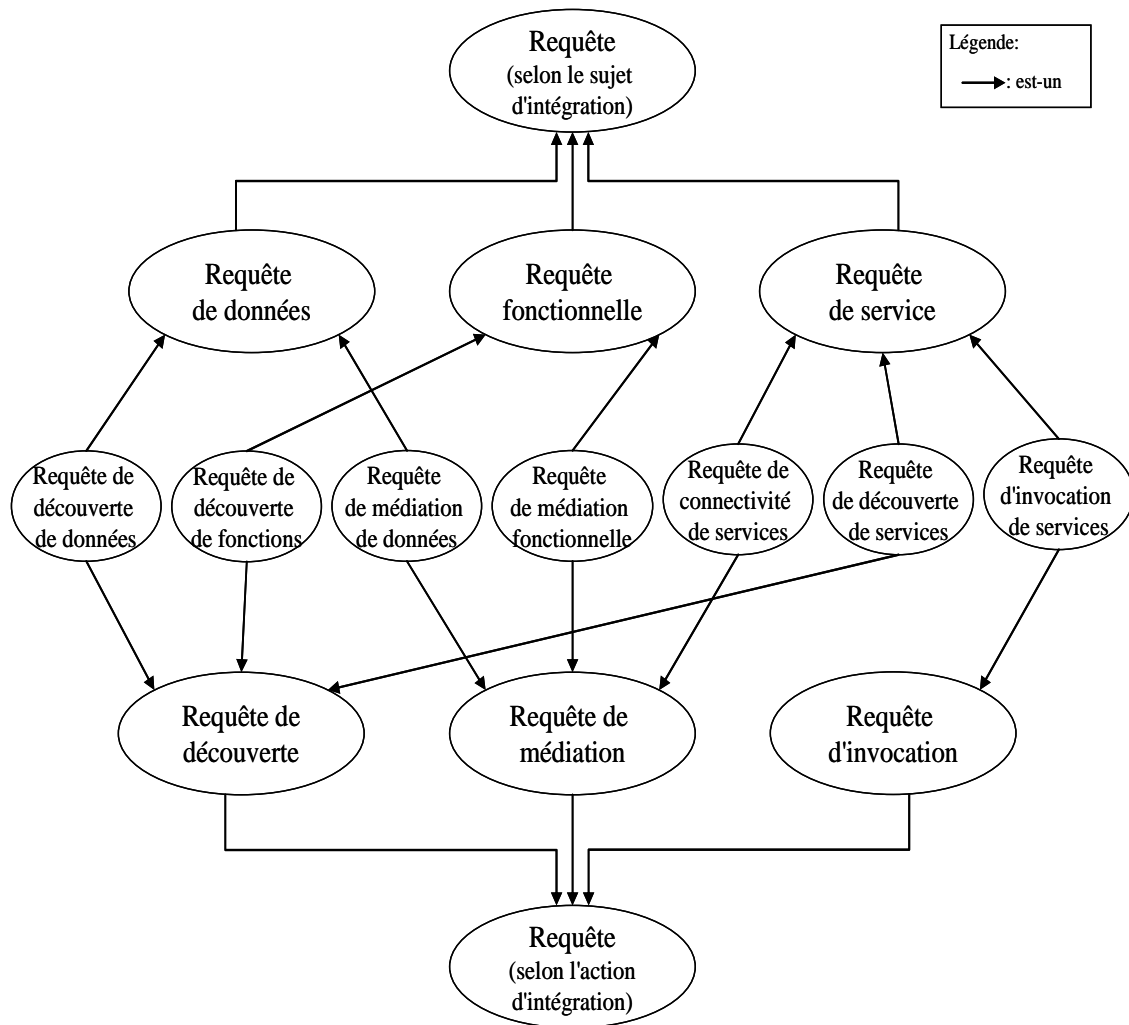 Requête
(selon le sujet
d'intégration)
Légende:
: est-un
Requête
de données
Requête
fonctionnelle
Requête
de service
Requête de
découverte
de données
Requête de
découverte
de fonctions
Requête
de médiation
de données
Requête
de médiation
fonctionnelle
Requête de
connectivité
de services
Requête
de découverte
de services
Requête
d'invocation
de services
Requête de
découverte
Requête de
médiation
Requête
d'invocation
Requête
(selon l'action
d'intégration)